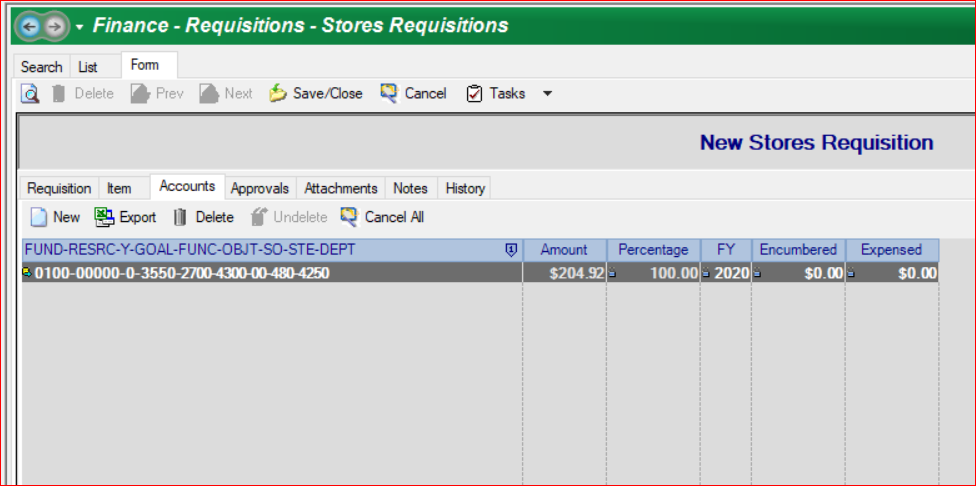 Finance - Requisitions - Stores Requisitions
Search List Form
Delete Prev Next Save/Close Cancel Tasks
New Stores Requisition
Requisition Item Accounts Approvals Attachments Notes History
New Export Delete Undelete Cancel All
FUND-RESRC-Y-GOAL-FUNC-OBJT-SO-STE-DEPT 1 Amount Percentage FY Encumbered Expensed
0100-00000-0-3550-2700-4300-00-480-4250 $204.92 100.00 2020 $0.00 $0.00